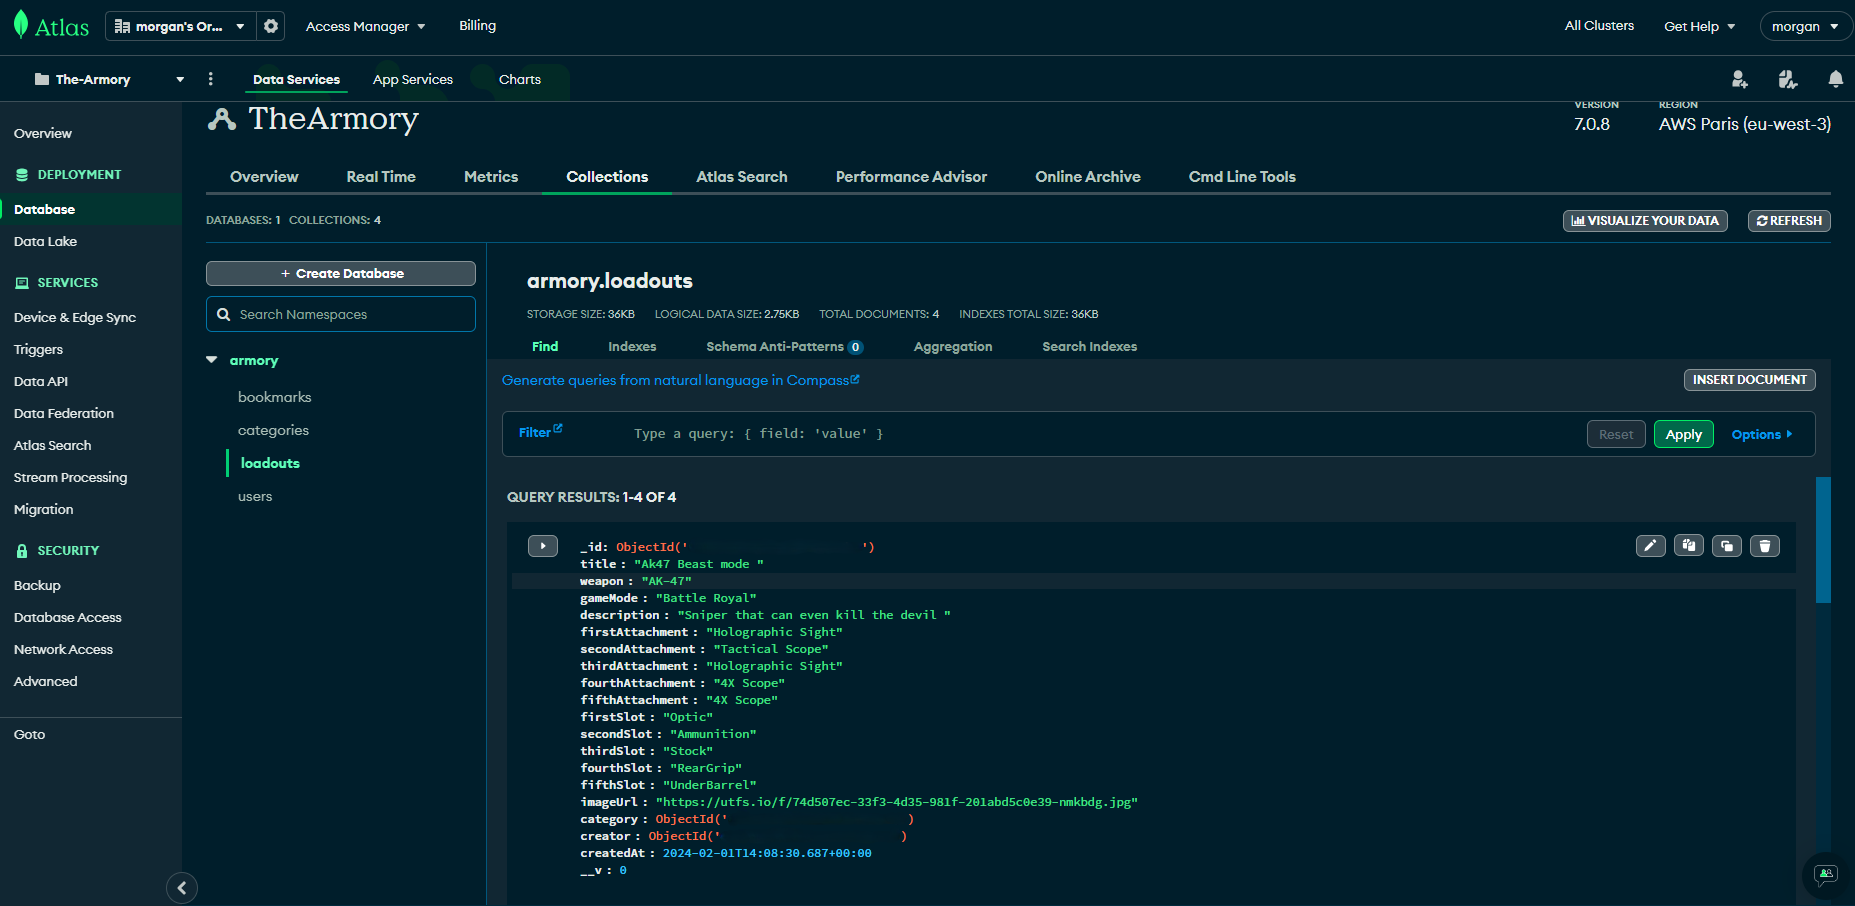 Atlas
morgan's Or...
Access Manager
Billing
All Clusters
Get Help
morgan
The-Armory
Data Services
App Services
Charts
TheArmory
VERSION
7.0.8
REGION
AWS Paris (eu-west-3)
Overview
Real Time
Metrics
Collections
Atlas Search
Performance Advisor
Online Archive
Cmd Line Tools
DATABASES: 1 COLLECTIONS: 4
VISUALIZE YOUR DATA
REFRESH
Overview
DEPLOYMENT
Database
Data Lake
SERVICES
Device & Edge Sync
Triggers
Data API
Data Federation
Atlas Search
Stream Processing
Migration
SECURITY
Backup
Database Access
Network Access
Advanced
Goto
+ Create Database
Search Namespaces
armory
bookmarks
categories
loadouts
users
armory.loadouts
STORAGE SIZE: 36KB LOGICAL DATA SIZE: 2.75KB TOTAL DOCUMENTS: 4 INDEXES TOTAL SIZE: 36KB
Find
Indexes
Schema Anti-Patterns 0
Aggregation
Search Indexes
Generate queries from natural language in Compass
INSERT DOCUMENT
Filter
Type a query: { field: 'value' }
Reset
Apply
Options
QUERY RESULTS: 1-4 OF 4
_id: ObjectId(' ')
title : "Ak47 Beast mode "
weapon : "AK-47"
gameMode : "Battle Royal"
description : "Sniper that can even kill the devil "
firstAttachment : "Holographic Sight"
secondAttachment : "Tactical Scope"
thirdAttachment : "Holographic Sight"
fourthAttachment : "4X Scope"
fifthAttachment : "4X Scope"
firstSlot : "Optic"
secondSlot : "Ammunition"
thirdSlot : "Stock"
fourthSlot : "RearGrip"
fifthSlot : "UnderBarrel"
imageUrl : "https://utfs.io/f/74d507ec-33f3-4d35-981f-201abd5c0e39-nmkbdg.jpg"
category : ObjectId(' )
creator : ObjectId(' )
createdAt : 2024-02-01T14:08:30.687+00:00
__v : 0